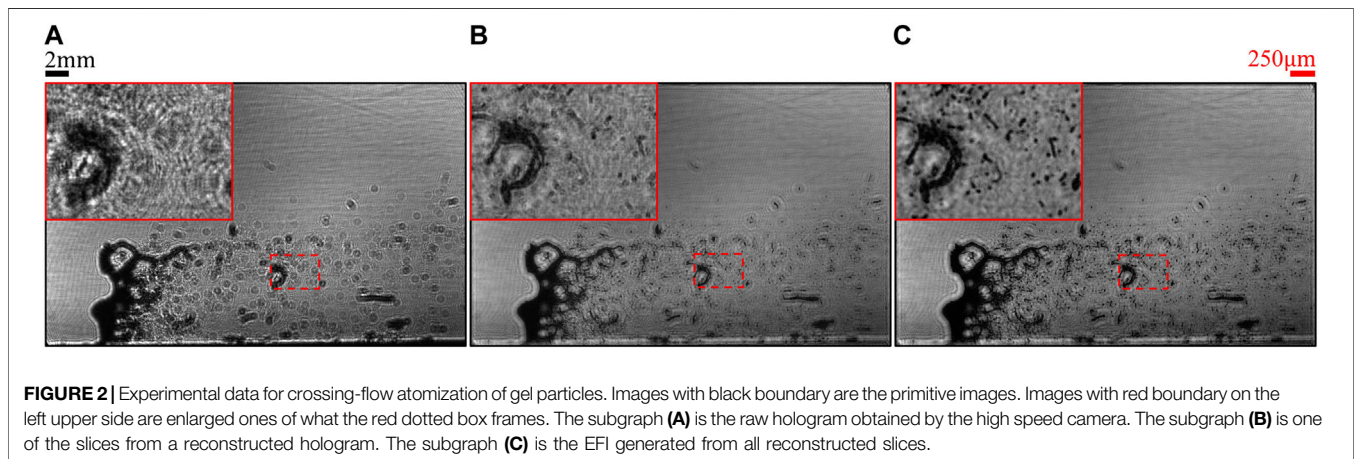 A B C
2mm 250μm
FIGURE 2 | Experimental data for crossing-flow atomization of gel particles. Images with black boundary are the primitive images. Images with red boundary on the
left upper side are enlarged ones of what the red dotted box frames. The subgraph (A) is the raw hologram obtained by the high speed camera. The subgraph (B) is one
of the slices from a reconstructed hologram. The subgraph (C) is the EFI generated from all reconstructed slices.